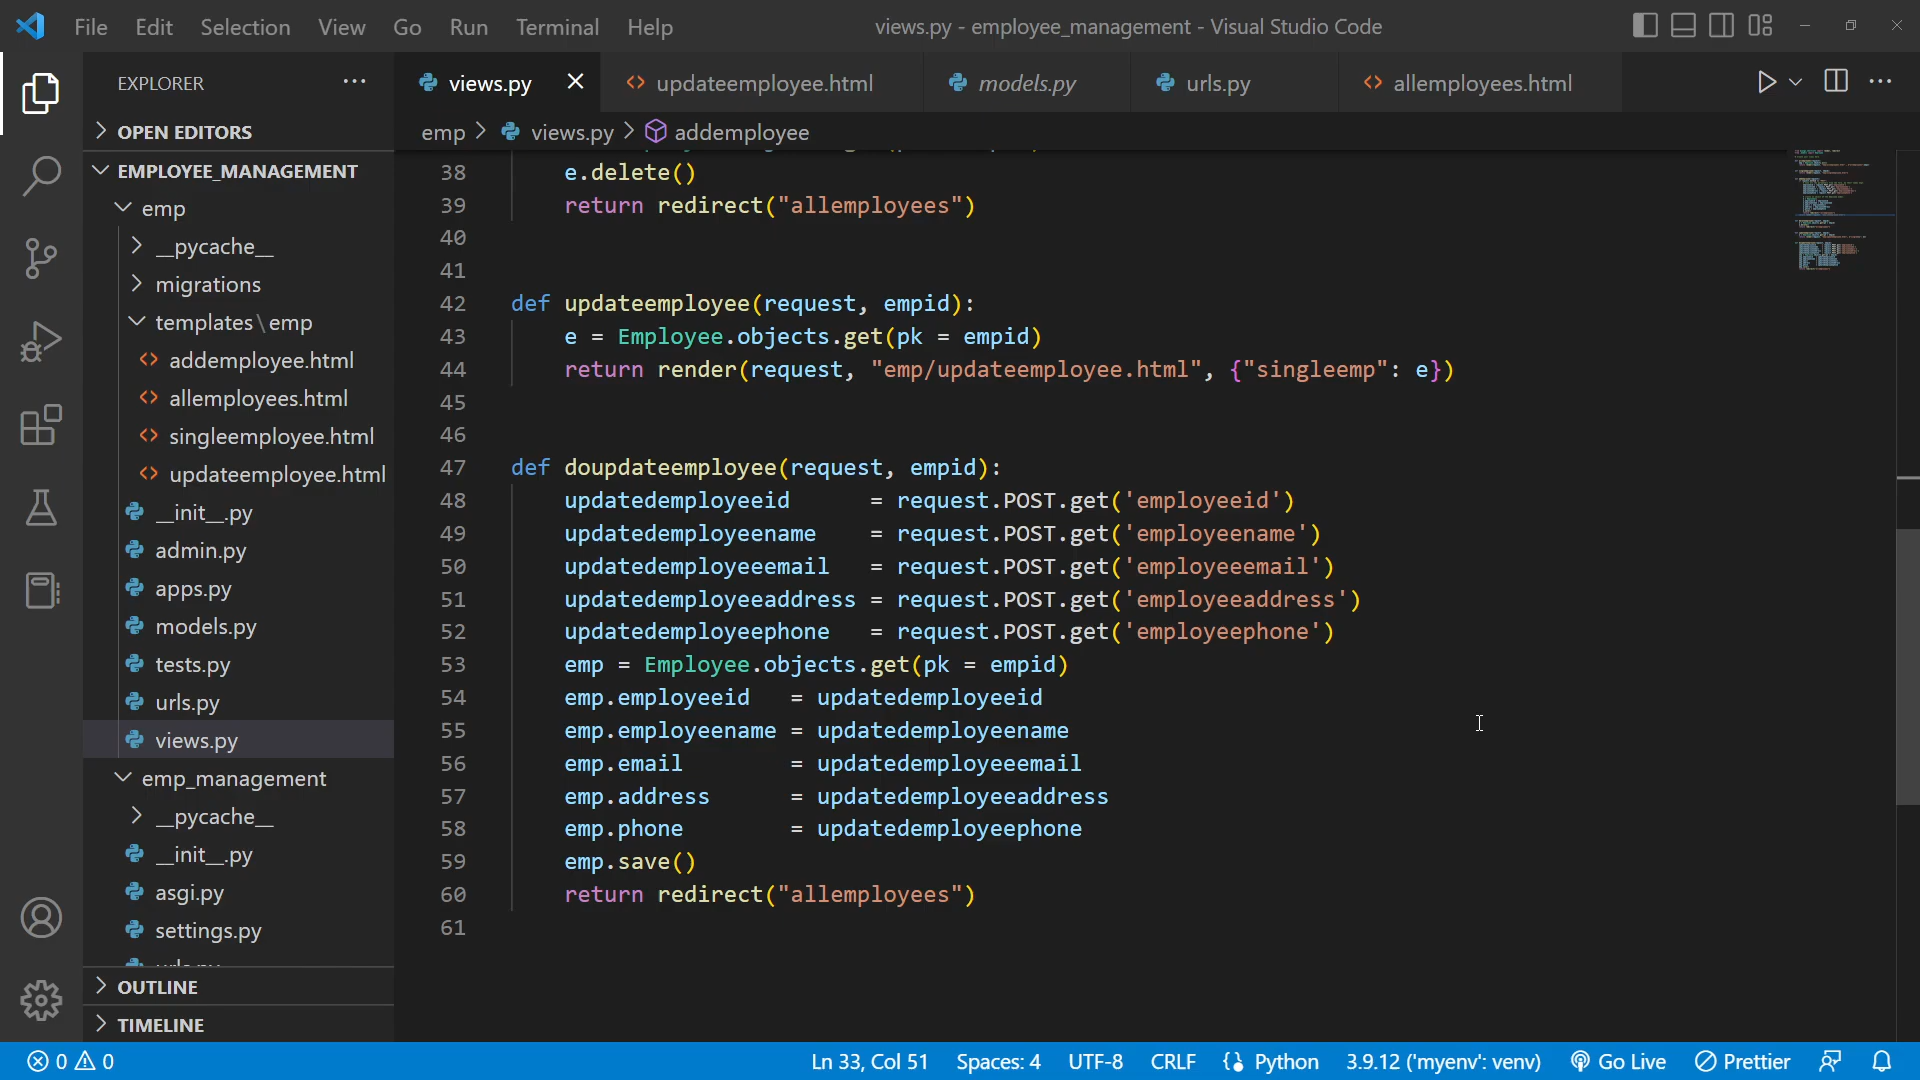 File Edit Selection View Go Run Terminal Help
views.py - employee_management - Visual Studio Code
EXPLORER
views.py
updateemployee.html
models.py
urls.py
allemployees.html
OPEN EDITORS
emp > views.py > addemployee
EMPLOYEE_MANAGEMENT
emp
__pycache__
migrations
templates\emp
addemployee.html
allemployees.html
singleemployee.html
updateemployee.html
__init__.py
admin.py
apps.py
models.py
tests.py
urls.py
views.py
emp_management
__pycache__
__init__.py
asgi.py
settings.py
OUTLINE
TIMELINE
38 e.delete()
39 return redirect("allemployees")
40
41
42 def updateemployee(request, empid):
43 e = Employee.objects.get(pk = empid)
44 return render(request, "emp/updateemployee.html", {"singleemp": e})
45
46
47 def doupdateemployee(request, empid):
48 updatedemployeeid = request.POST.get('employeeid')
49 updatedemployeename = request.POST.get('employeename')
50 updatedemployeeemail = request.POST.get('employeeemail')
51 updatedemployeeaddress = request.POST.get('employeeaddress')
52 updatedemployeephone = request.POST.get('employeephone')
53 emp = Employee.objects.get(pk = empid)
54 emp.employeeid = updatedemployeeid
55 emp.employeename = updatedemployeename
56 emp.email = updatedemployeeemail
57 emp.address = updatedemployeeaddress
58 emp.phone = updatedemployeephone
59 emp.save()
60 return redirect("allemployees")
61
0 0
Ln 33, Col 51 Spaces: 4 UTF-8 CRLF Python 3.9.12 ('myenv': venv) Go Live Prettier